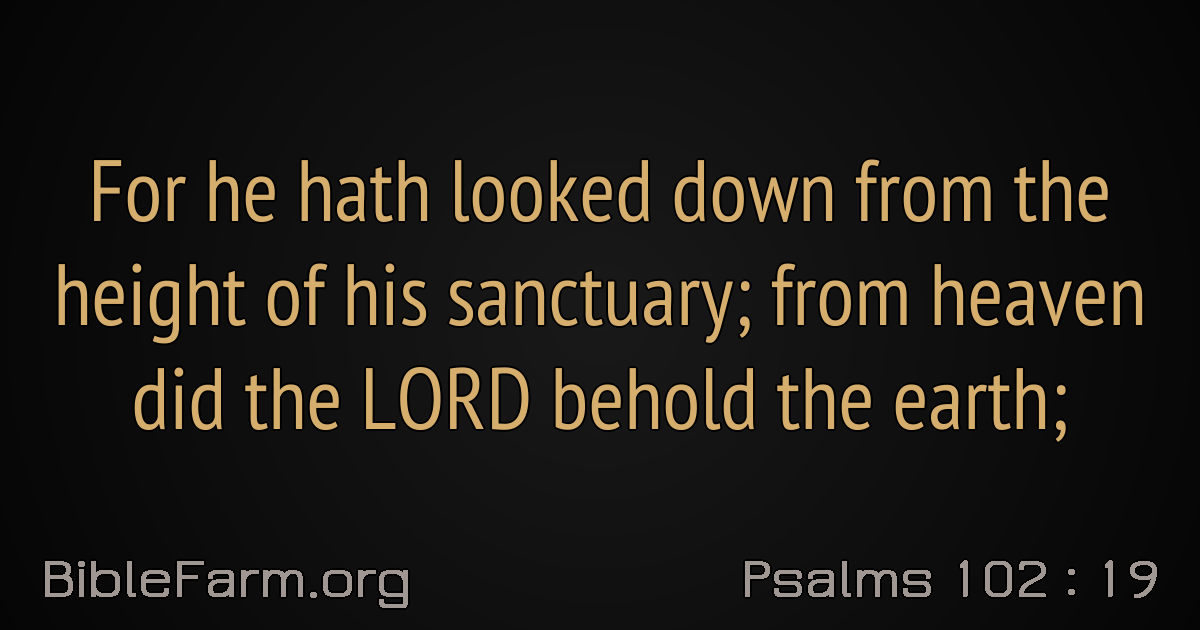 For he hath looked down from the
height of his sanctuary; from heaven
did the LORD behold the earth;
BibleFarm.org
Psalms 102 : 19